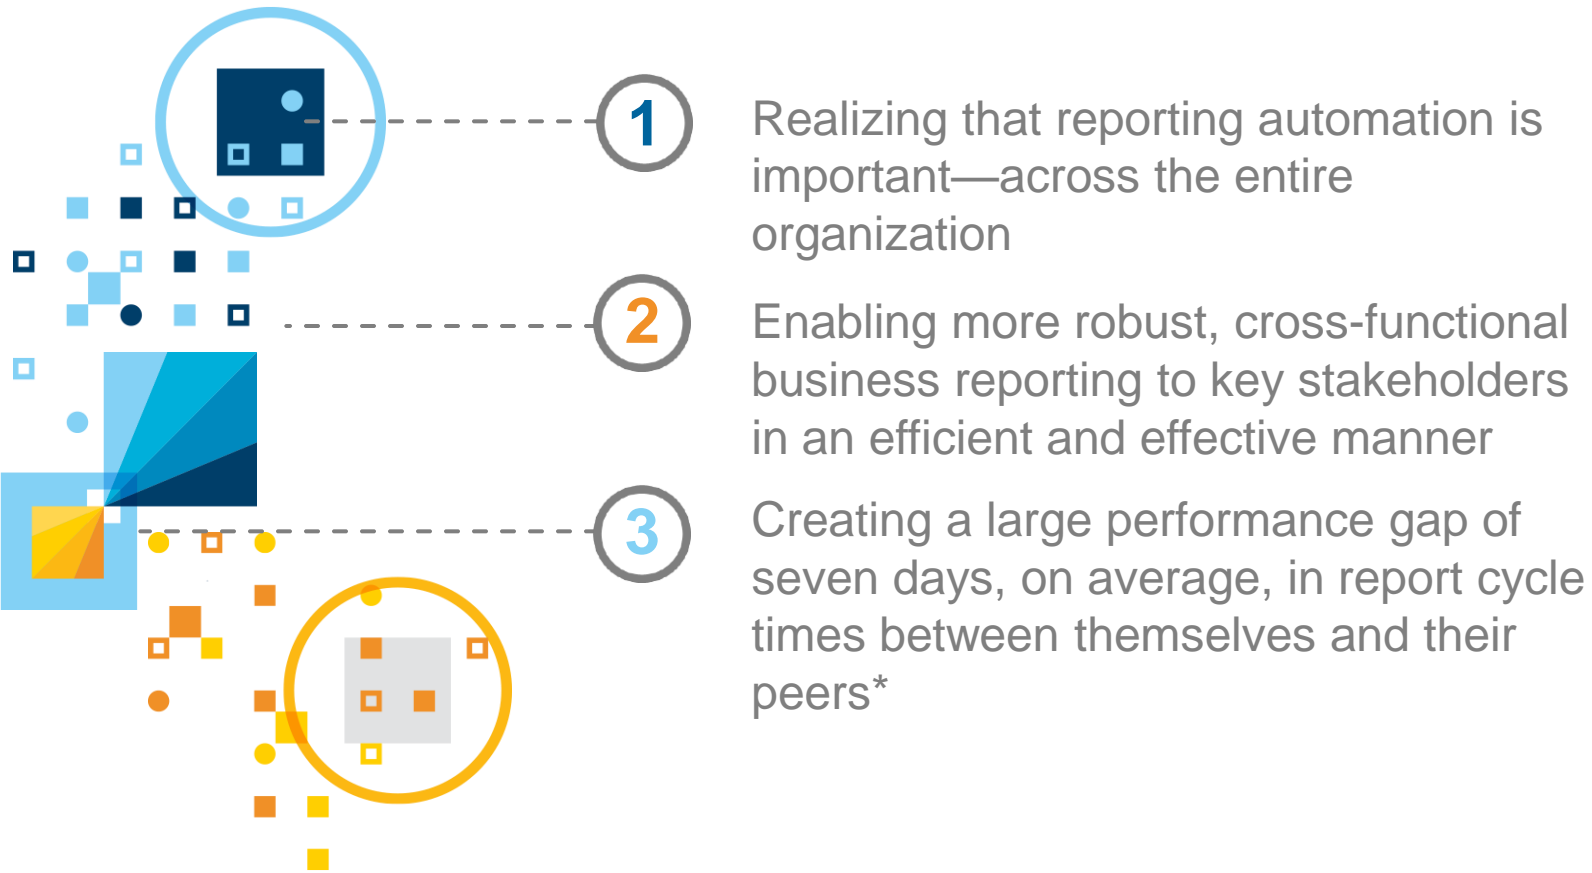 1
Realizing that reporting automation is
important—across the entire
organization
2
Enabling more robust, cross-functional
business reporting to key stakeholders
in an efficient and effective manner
3
Creating a large performance gap of
seven days, on average, in report cycle
times between themselves and their
peers*